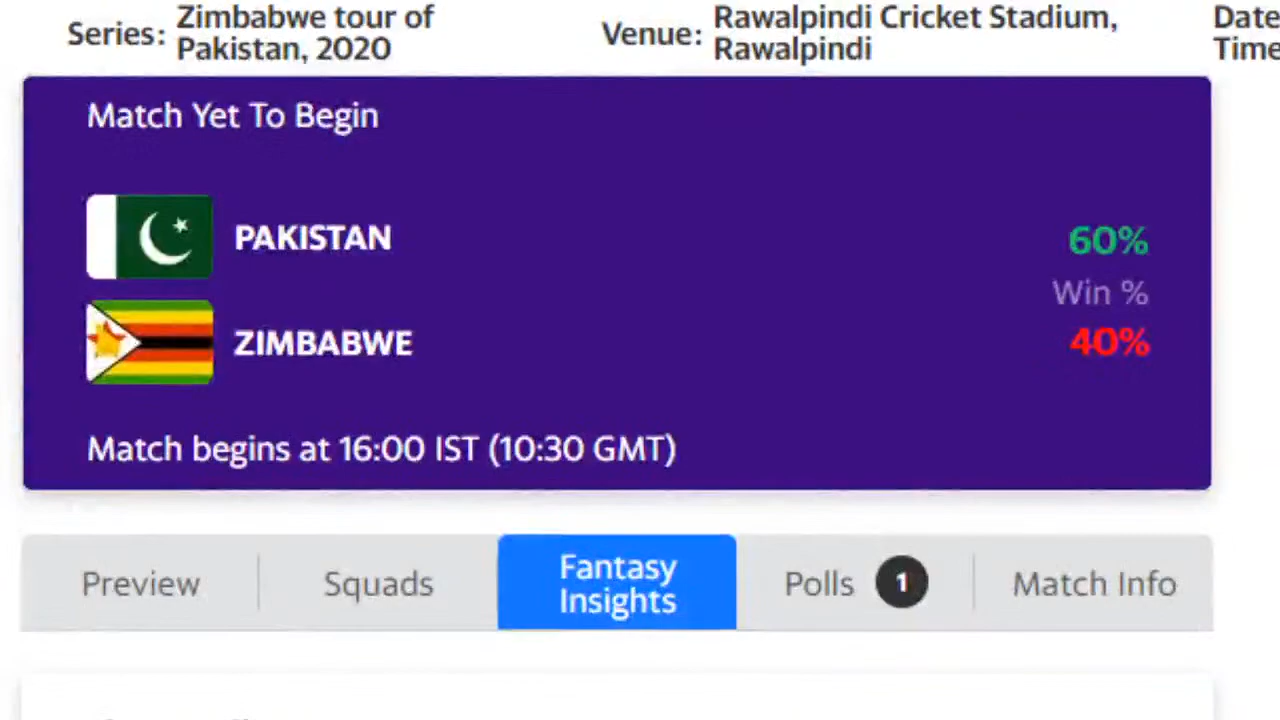 Series: Zimbabwe tour of Pakistan, 2020
Venue: Rawalpindi Cricket Stadium, Rawalpindi
Date
Time
Match Yet To Begin
PAKISTAN
60%
Win %
ZIMBABWE
40%
Match begins at 16:00 IST (10:30 GMT)
Preview
Squads
Fantasy
Insights
Polls 1
Match Info